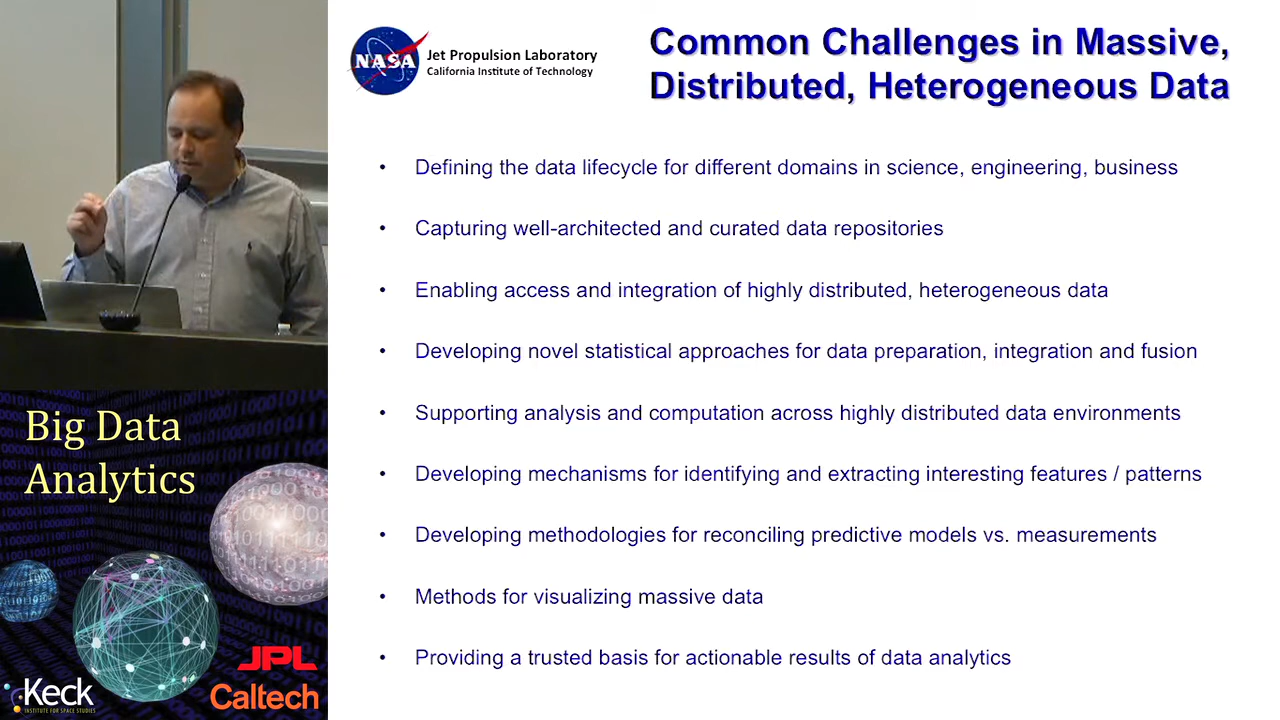 NASA
Jet Propulsion Laboratory
California Institute of Technology
Common Challenges in Massive,
Distributed, Heterogeneous Data
• Defining the data lifecycle for different domains in science, engineering, business
• Capturing well-architected and curated data repositories
• Enabling access and integration of highly distributed, heterogeneous data
• Developing novel statistical approaches for data preparation, integration and fusion
• Supporting analysis and computation across highly distributed data environments
• Developing mechanisms for identifying and extracting interesting features / patterns
• Developing methodologies for reconciling predictive models vs. measurements
• Methods for visualizing massive data
• Providing a trusted basis for actionable results of data analytics
Big Data
Analytics
JPL
Keck
INSTITUTE FOR SPACE STUDIES
Caltech